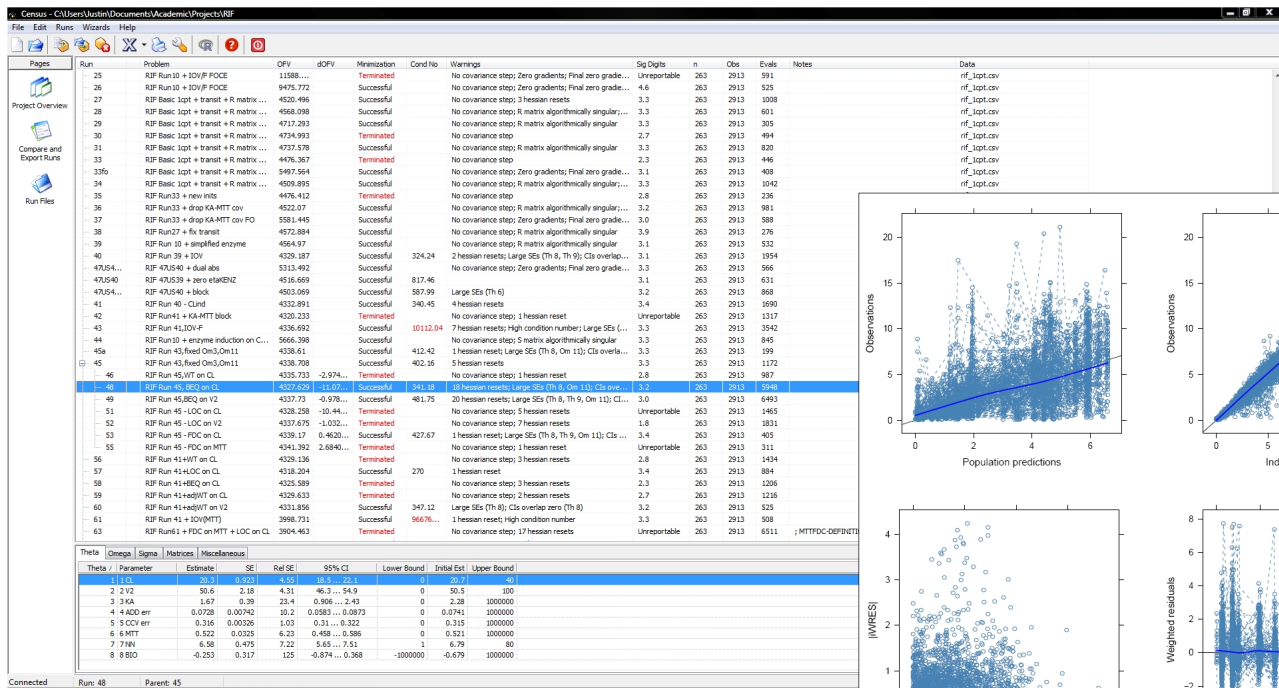 Census - C:\Users\Justin\Documents\Academic\Projects\RIF
File Edit Runs Wizards Help
Pages
Project Overview
Compare and
Export Runs
Run Files
Run Problem OFV dOFV Minimization Cond No Warnings Sig Digits n Obs Evals Notes Data
25 RIF Run10 + IOV/F FOCE 11588.... Terminated No covariance step; Zero gradients; Final zero gradie... Unreportable 263 2913 591 rif_1cpt.csv
26 RIF Run10 + IOV/F FOCE 9475.772 Successful No covariance step; Zero gradients; Final zero gradie... 4.6 263 2913 525 rif_1cpt.csv
27 RIF Basic 1cpt + transit + R matrix ... 4520.496 Successful No covariance step; 3 hessian resets 3.3 263 2913 1008 rif_1cpt.csv
28 RIF Basic 1cpt + transit + R matrix ... 4568.098 Successful No covariance step; R matrix algorithmically singular;... 3.3 263 2913 601 rif_1cpt.csv
29 RIF Basic 1cpt + transit + R matrix ... 4717.293 Successful No covariance step; R matrix algorithmically singular 3.3 263 2913 305 rif_1cpt.csv
30 RIF Basic 1cpt + transit + R matrix ... 4734.993 Terminated No covariance step 2.7 263 2913 494 rif_1cpt.csv
31 RIF Basic 1cpt + transit + R matrix ... 4737.578 Successful No covariance step; R matrix algorithmically singular 3.3 263 2913 820 rif_1cpt.csv
33 RIF Basic 1cpt + transit + R matrix ... 4476.367 Terminated No covariance step 2.3 263 2913 446 rif_1cpt.csv
33fo RIF Basic 1cpt + transit + R matrix ... 5497.564 Successful No covariance step; Zero gradients; Final zero gradie... 3.1 263 2913 408 rif_1cpt.csv
34 RIF Basic 1cpt + transit + R matrix ... 4509.895 Successful No covariance step; R matrix algorithmically singular;... 3.3 263 2913 1042 rif_1cpt.csv
35 RIF Run33 + new inits 4476.412 Terminated No covariance step 2.8 263 2913 236
36 RIF Run33 + drop KA-MTT cov 4522.07 Successful No covariance step; R matrix algorithmically singular;... 3.2 263 2913 981
37 RIF Run33 + drop KA-MTT cov FO 5581.445 Successful No covariance step; Zero gradients; Final zero gradie... 3.0 263 2913 588
38 RIF Run27 + fix transit 4572.884 Successful No covariance step; R matrix algorithmically singular 3.9 263 2913 276
39 RIF Run 10 + simplified enzyme 4564.97 Successful No covariance step; R matrix algorithmically singular 3.1 263 2913 532
40 RIF Run 39 + IOV 4329.187 Successful 324.24 2 hessian resets; Large SEs (Th 8, Th 9); CIs overlap... 3.1 263 2913 1954
47US4... RIF 47US40 + dual abs 5313.492 Successful No covariance step; Zero gradients; Final zero gradie... 3.3 263 2913 566
47US40 RIF 47US39 + zero etaKENZ 4516.669 Successful 817.46 3.1 263 2913 631
47US4... RIF 47US40 + block 4503.069 Successful 587.99 Large SEs (Th 6) 3.2 263 2913 868
41 RIF Run 40 - CLind 4332.891 Successful 340.45 4 hessian resets 3.4 263 2913 1690
42 RIF Run41 + KA-MTT block 4320.233 Terminated No covariance step; 1 hessian reset Unreportable 263 2913 1317
43 RIF Run 41,IOV-F 4336.692 Successful 10112.04 7 hessian resets; High condition number; Large SEs (... 3.3 263 2913 3542
44 RIF Run10 + enzyme induction on C... 5666.398 Successful No covariance step; S matrix algorithmically singular 3.3 263 2913 845
45a RIF Run 43,fixed Om3,Om11 4338.61 Successful 412.42 1 hessian reset; Large SEs (Th 8, Om 11); CIs overla... 3.3 263 2913 199
45 RIF Run 43,fixed Om3,Om11 4338.708 Successful 402.16 5 hessian resets 3.3 263 2913 1172
46 RIF Run 45,WT on CL 4335.733 -2.974... Terminated No covariance step; 1 hessian reset 2.8 263 2913 987
48 RIF Run 45, BEQ on CL 4327.629 -11.07... Successful 341.18 18 hessian resets; Large SEs (Th 8, Om 11); CIs ove... 3.2 263 2913 5948
49 RIF Run 45,BEQ on V2 4337.73 -0.978... Successful 481.75 20 hessian resets; Large SEs (Th 8, Th 9, Om 11); CI... 3.0 263 2913 6493
51 RIF Run 45 - LOC on CL 4328.258 -10.44... Terminated No covariance step; 5 hessian resets Unreportable 263 2913 1465
52 RIF Run 45 - LOC on V2 4337.675 -1.032... Terminated No covariance step; 7 hessian resets 1.8 263 2913 1831
53 RIF Run 45 - FDC on CL 4339.17 0.4620... Successful 427.67 1 hessian reset; Large SEs (Th 8, Th 9, Om 11); CIs ... 3.4 263 2913 405
55 RIF Run 45 - FDC on MTT 4341.392 2.6840... Terminated No covariance step; 1 hessian reset Unreportable 263 2913 311
56 RIF Run 41+WT on CL 4329.136 Terminated No covariance step; 3 hessian resets 2.8 263 2913 1434
57 RIF Run 41+LOC on CL 4318.204 Successful 270 1 hessian reset 3.4 263 2913 884
58 RIF Run 41+BEQ on CL 4325.589 Terminated No covariance step; 3 hessian resets 2.3 263 2913 1206
59 RIF Run 41+adjWT on CL 4329.633 Terminated No covariance step; 2 hessian resets 2.7 263 2913 1216
60 RIF Run 41+adjWT on V2 4331.856 Successful 347.12 Large SEs (Th 8); CIs overlap zero (Th 8) 3.2 263 2913 525
61 RIF Run 41 + IOV(MTT) 3998.731 Successful 96676... 1 hessian reset; High condition number 3.3 263 2913 508
63 RIF Run61 + FDC on MTT + LOC on CL 3904.463 Terminated No covariance step; 17 hessian resets Unreportable 263 2913 6511 ; MTTFDC-DEFINITI
Theta Omega Sigma Matrices Miscellaneous
Theta / Parameter Estimate SE Rel SE 95% CI Lower Bound Initial Est Upper Bound
1 1 CL 20.3 0.923 4.55 18.5 ... 22.1 0 20.7 40
2 2 V2 50.6 2.18 4.31 46.3 ... 54.9 0 50.5 100
3 3 KA 1.67 0.39 23.4 0.906 ... 2.43 0 2.28 1000000
4 4 ADD err 0.0728 0.00742 10.2 0.0583 ... 0.0873 0 0.0741 1000000
5 5 CCV err 0.316 0.00326 1.03 0.31 ... 0.322 0 0.315 1000000
6 6 MTT 0.522 0.0325 6.23 0.458 ... 0.586 0 0.521 1000000
7 7 NN 6.58 0.475 7.22 5.65 ... 7.51 1 6.79 80
8 8 BIO -0.253 0.317 125 -0.874 ... 0.368 -1000000 -0.679 1000000
Connected Run: 48 Parent: 45
20
15
10
5
0
Observations
0 2 4 6
Population predictions
20
15
10
5
0
Observations
0 5
Ind
4
3
2
1
|iWRES|
8
6
4
2
0
-2
Weighted residuals